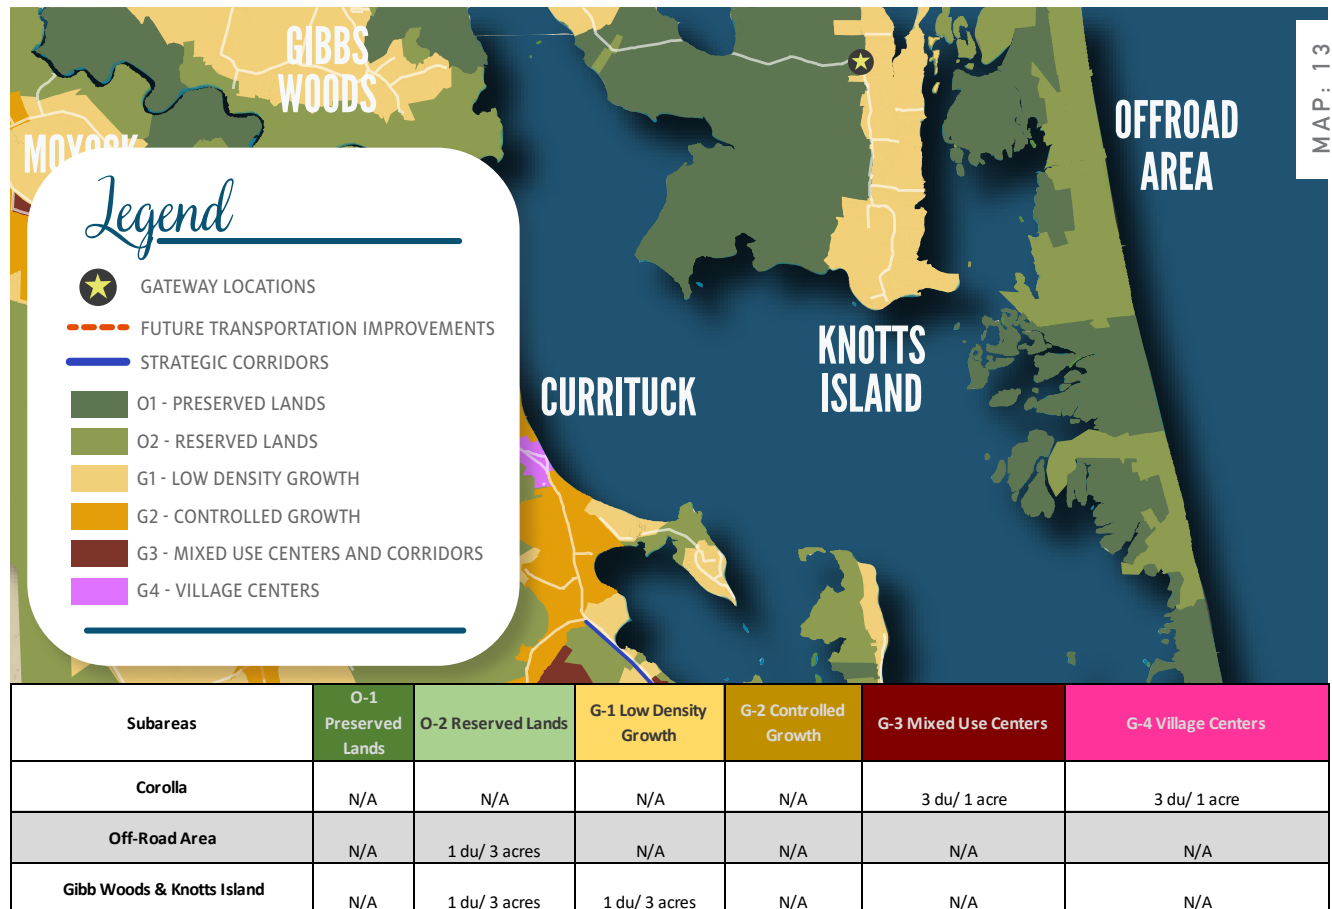 GIBBS
WOODS
MOYOCK
OFFROAD
AREA
MAP: 13
Legend
GATEWAY LOCATIONS
FUTURE TRANSPORTATION IMPROVEMENTS
STRATEGIC CORRIDORS
O1 - PRESERVED LANDS
O2 - RESERVED LANDS
G1 - LOW DENSITY GROWTH
G2 - CONTROLLED GROWTH
G3 - MIXED USE CENTERS AND CORRIDORS
G4 - VILLAGE CENTERS
KNOTTS
ISLAND
CURRITUCK
Subareas
O-1
Preserved
Lands
O-2 Reserved Lands
G-1 Low Density
Growth
G-2 Controlled
Growth
G-3 Mixed Use Centers
G-4 Village Centers
Corolla
N/A
N/A
N/A
N/A
3 du/ 1 acre
3 du/ 1 acre
Off-Road Area
N/A
1 du/ 3 acres
N/A
N/A
N/A
N/A
Gibb Woods & Knotts Island
N/A
1 du/ 3 acres
1 du/ 3 acres
N/A
N/A
N/A